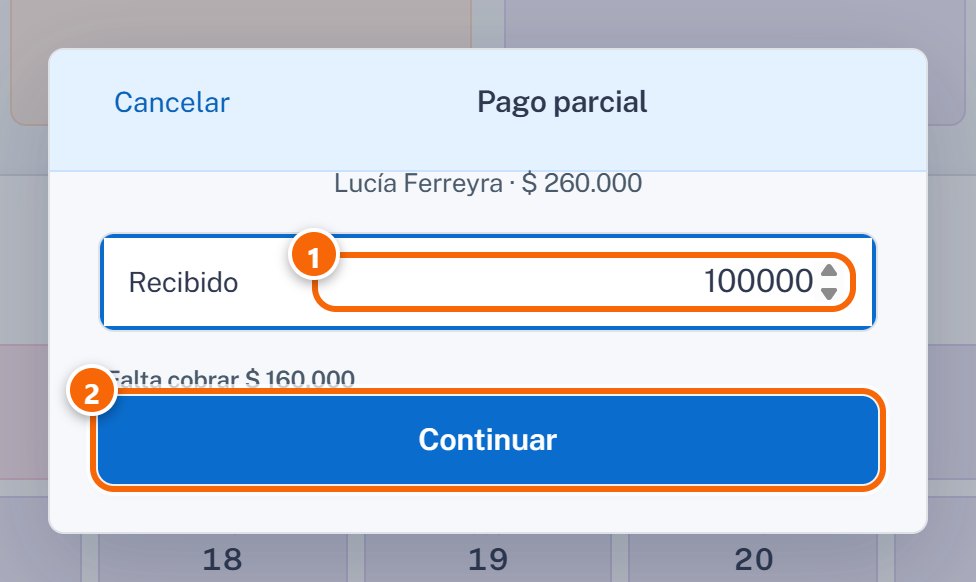 Cancelar
Pago parcial
Lucía Ferreyra · $ 260.000
1
Recibido
100000
Falta cobrar $ 160.000
2
Continuar
18
19
20